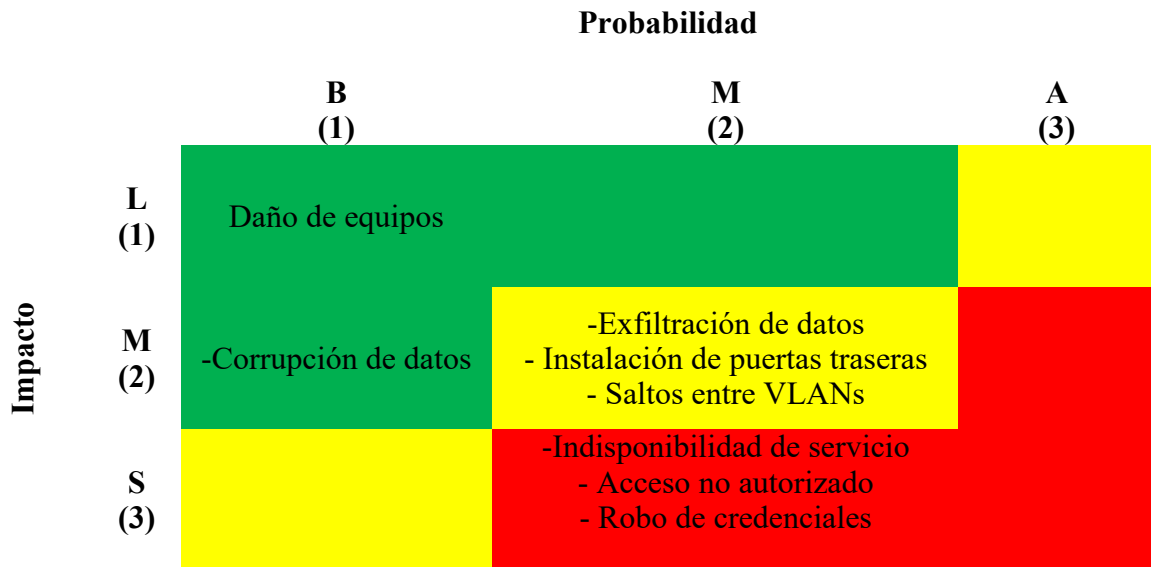 Probabilidad
B
(1)
M
(2)
A
(3)
Impacto
L
(1)
Daño de equipos
M
(2)
-Corrupción de datos
-Exfiltración de datos
- Instalación de puertas traseras
- Saltos entre VLANs
S
(3)
-Indisponibilidad de servicio
- Acceso no autorizado
- Robo de credenciales